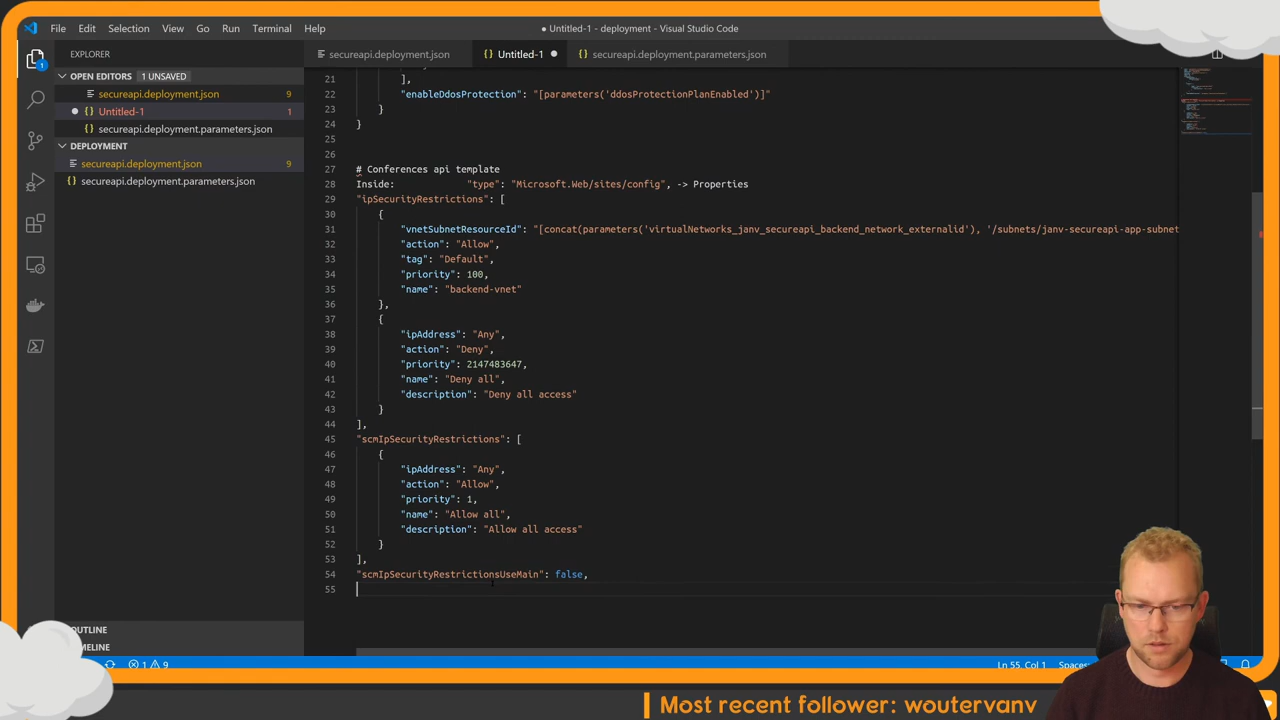 File Edit Selection View Go Run Terminal Help
● Untitled-1 - deployment - Visual Studio Code
EXPLORER
secureapi.deployment.json
{} Untitled-1 ●
{} secureapi.deployment.parameters.json
OPEN EDITORS 1 UNSAVED
secureapi.deployment.json 9
● {} Untitled-1 1
{} secureapi.deployment.parameters.json
DEPLOYMENT
secureapi.deployment.json 9
{} secureapi.deployment.parameters.json
21 ],
22 "enableDdosProtection": "[parameters('ddosProtectionPlanEnabled')]"
23 }
24 }
25
26
27 # Conferences api template
28 Inside: "type": "Microsoft.Web/sites/config", -> Properties
29 "ipSecurityRestrictions": [
30 {
31 "vnetSubnetResourceId": "[concat(parameters('virtualNetworks_janv_secureapi_backend_network_externalid'), '/subnets/janv-secureapi-app-subnet
32 "action": "Allow",
33 "tag": "Default",
34 "priority": 100,
35 "name": "backend-vnet"
36 },
37 {
38 "ipAddress": "Any",
39 "action": "Deny",
40 "priority": 2147483647,
41 "name": "Deny all",
42 "description": "Deny all access"
43 }
44 ],
45 "scmIpSecurityRestrictions": [
46 {
47 "ipAddress": "Any",
48 "action": "Allow",
49 "priority": 1,
50 "name": "Allow all",
51 "description": "Allow all access"
52 }
53 ],
54 "scmIpSecurityRestrictionsUseMain": false,
55
OUTLINE
MELINE
1 9
Ln 55, Col 1 Spaces:
Most recent follower: woutervanv